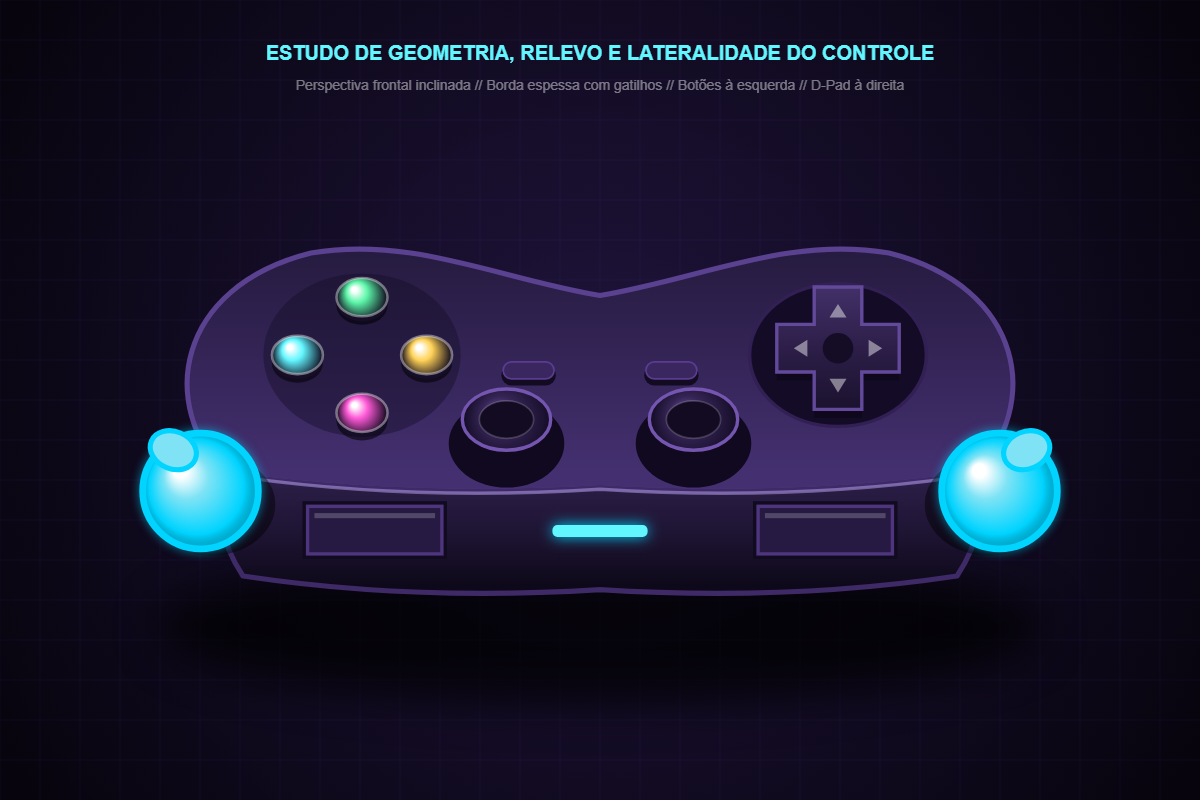 ESTUDO DE GEOMETRIA, RELEVO E LATERALIDADE DO CONTROLE
Perspectiva frontal inclinada // Borda espessa com gatilhos // Botões à esquerda // D-Pad à direita